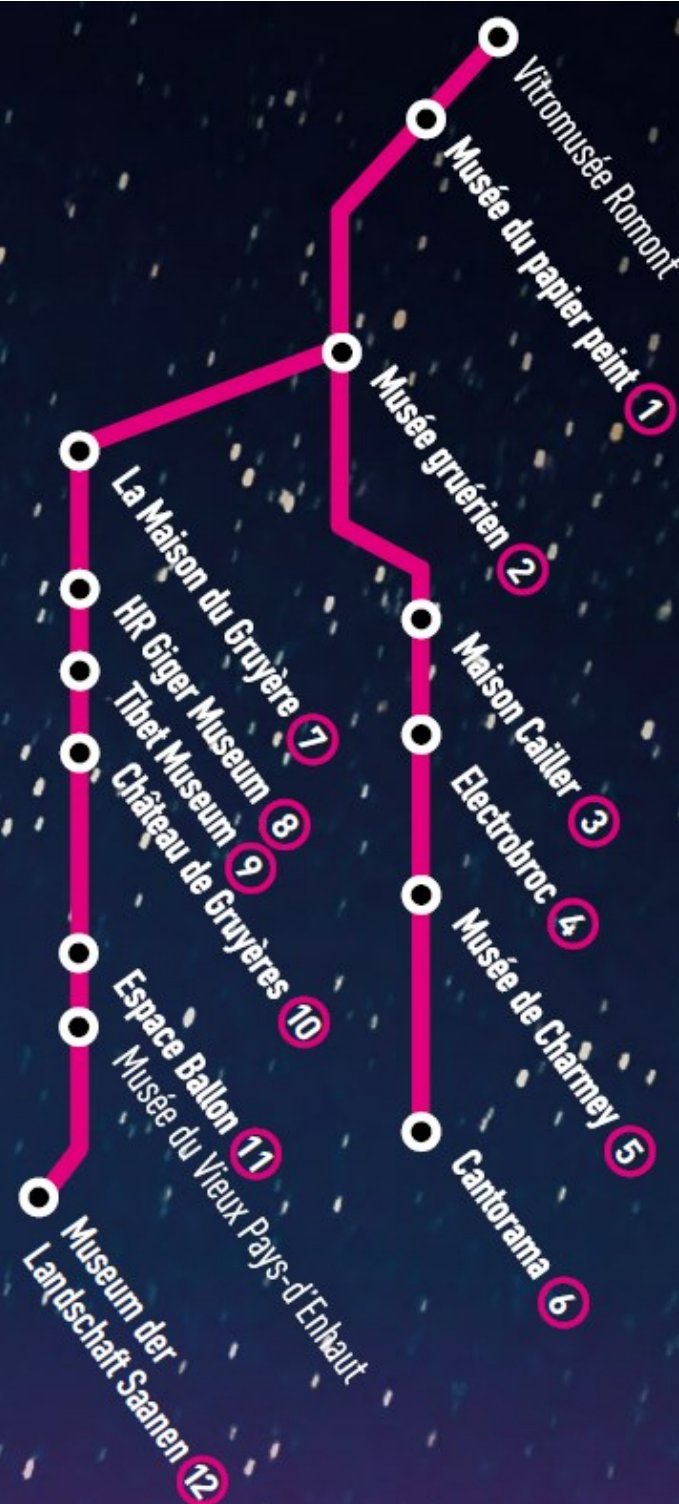 Vitromusée Romont
Musée du papier peint 1
Musée gruérien 2
Maison Cailler 3
Electrobroc 4
Musée de Charmey 5
Cantorama 6
La Maison du Gruyère 7
HR Giger Museum 8
Tibet Museum 9
Château de Gruyères 10
Espace Ballon 11
Musée du Vieux Pays-d'Enhaut
Museum der
Landschaft Saanen 12